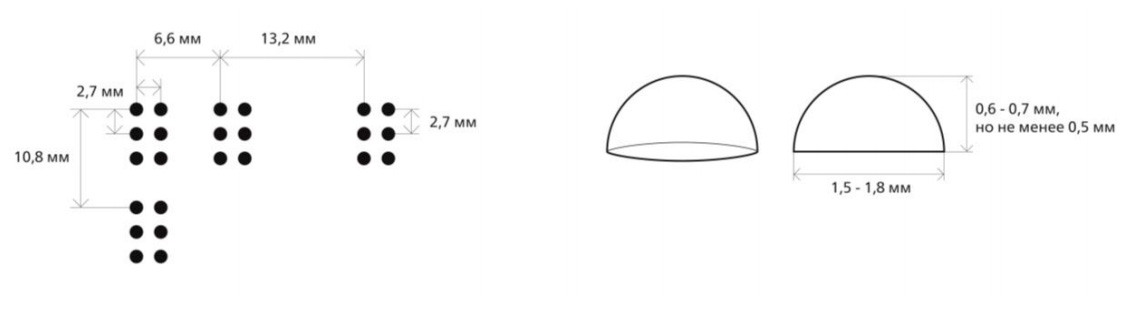 6,6 мм
13,2 мм
2,7 мм
2,7 мм
10,8 мм
0,6 - 0,7 мм,
но не менее 0,5 мм
1,5 - 1,8 мм